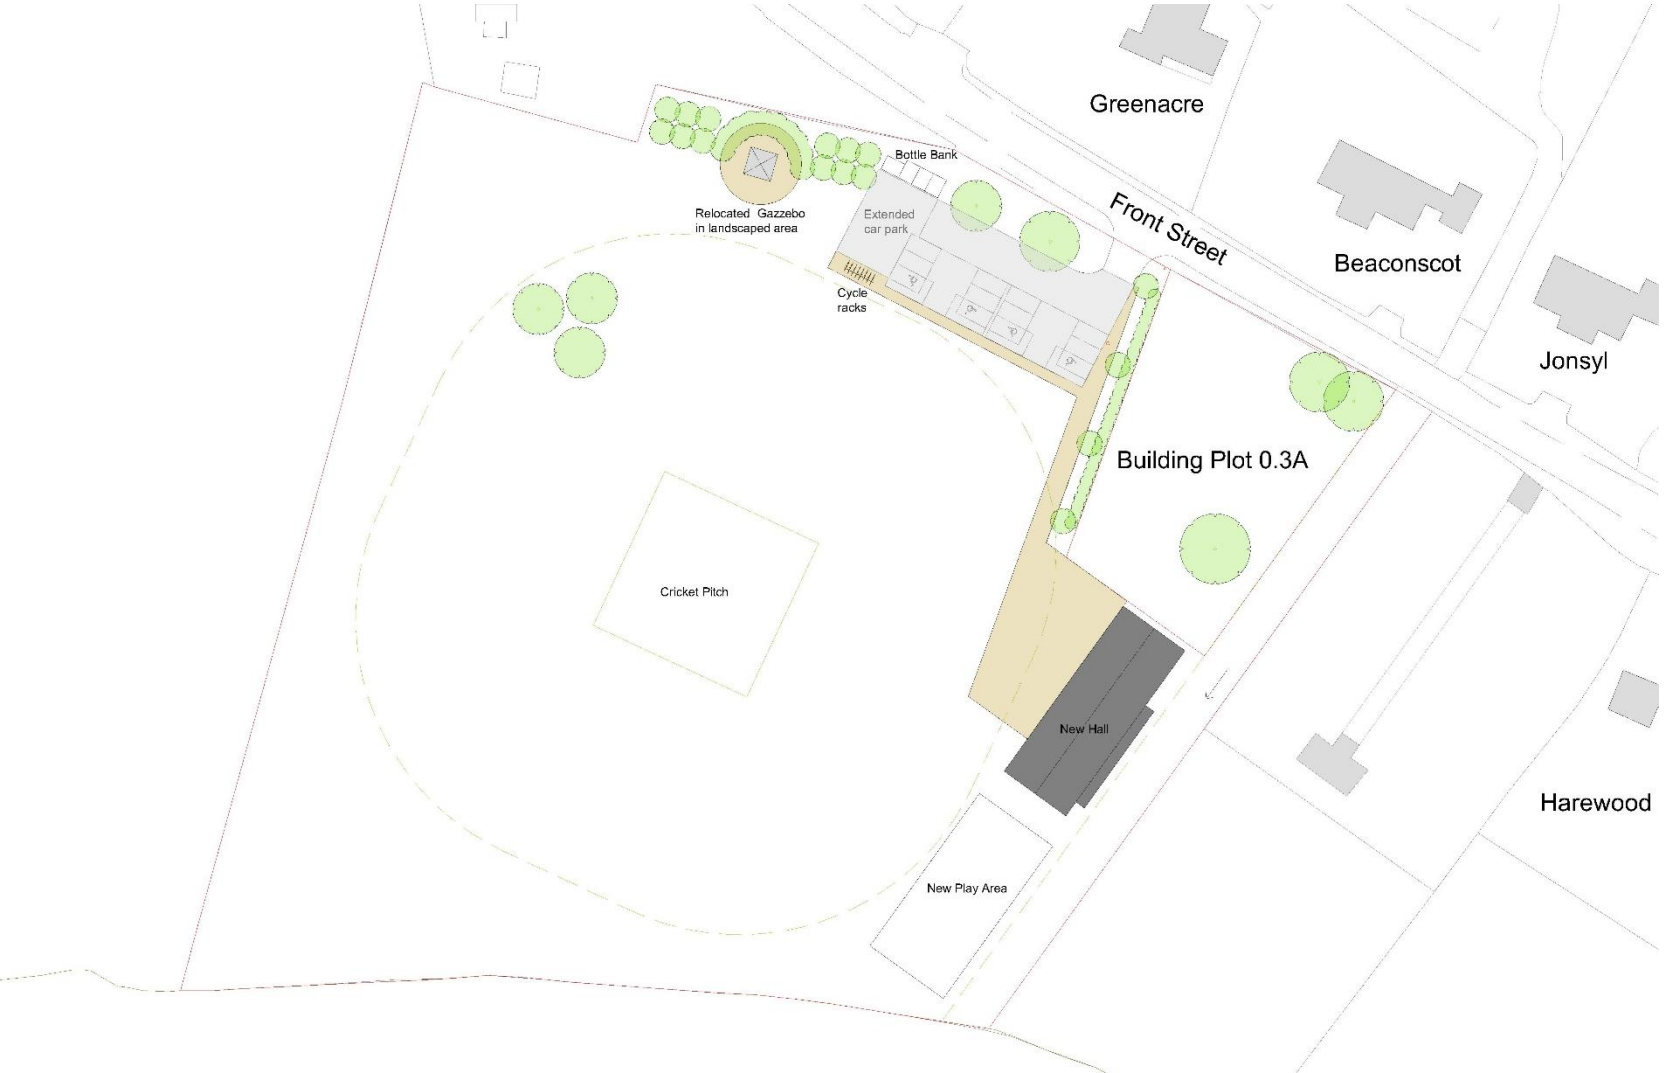 Greenacre
Bottle Bank
Front Street
Relocated Gazzebo
in landscaped area
Extended
car park
Beaconscot
Cycle
racks
Jonsyl
Building Plot 0.3A
Cricket Pitch
New Hall
Harewood
New Play Area